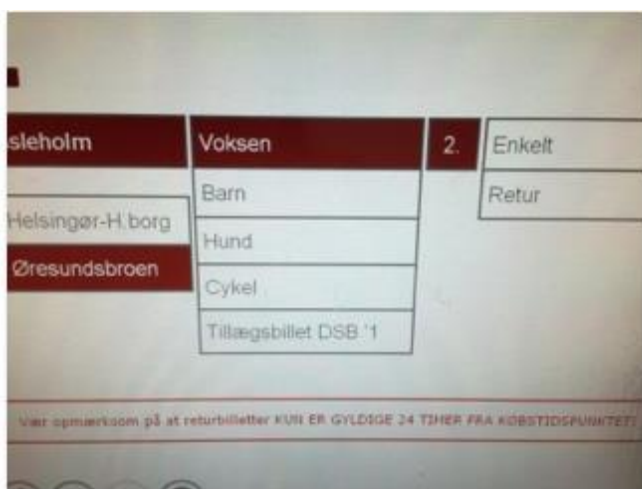 sleholm
Voksen
2.
Enkelt
Barn
Retur
Helsingør-H.borg
Hund
Øresundsbroen
Cykel
Tillægsbillet DSB '1
Vær opmærksom på at returbilletter KUN ER GYLDIGE 24 TIMER FRA KØBSTIDSPUNKTET!